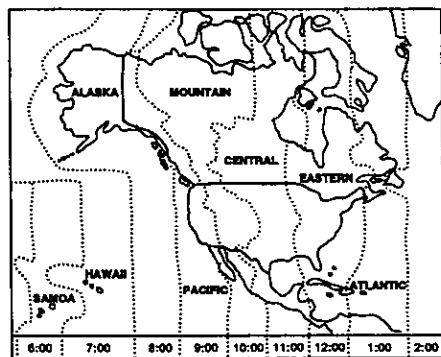 ALASKA MOUNTAIN
CENTRAL
EASTERN
HAWAII
SAMOA PACIFIC ATLANTIC
6:00 7:00 8:00 9:00 10:00 11:00 12:00 1:00 2:00